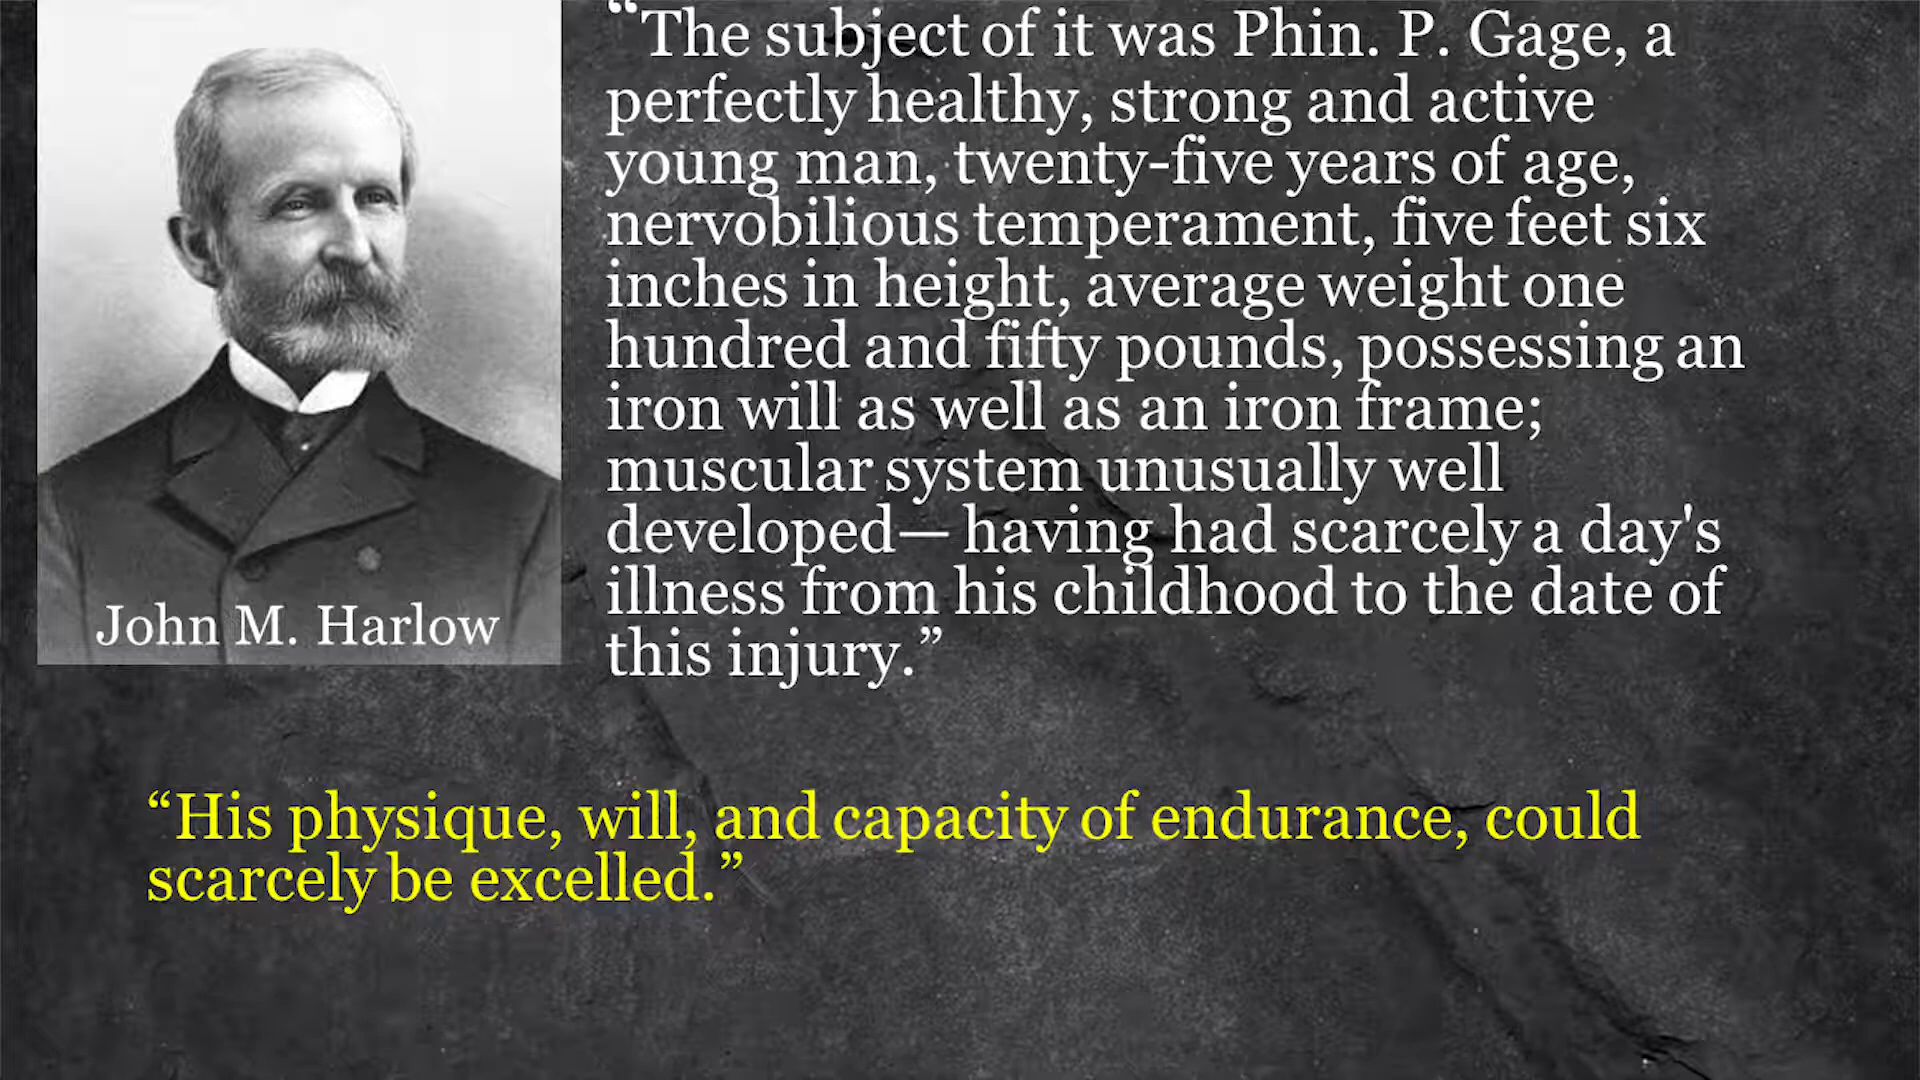 “The subject of it was Phin. P. Gage, a
perfectly healthy, strong and active
young man, twenty-five years of age,
nervobilious temperament, five feet six
inches in height, average weight one
hundred and fifty pounds, possessing an
iron will as well as an iron frame;
muscular system unusually well
developed— having had scarcely a day's
illness from his childhood to the date of
this injury.”
John M. Harlow
“His physique, will, and capacity of endurance, could
scarcely be excelled.”